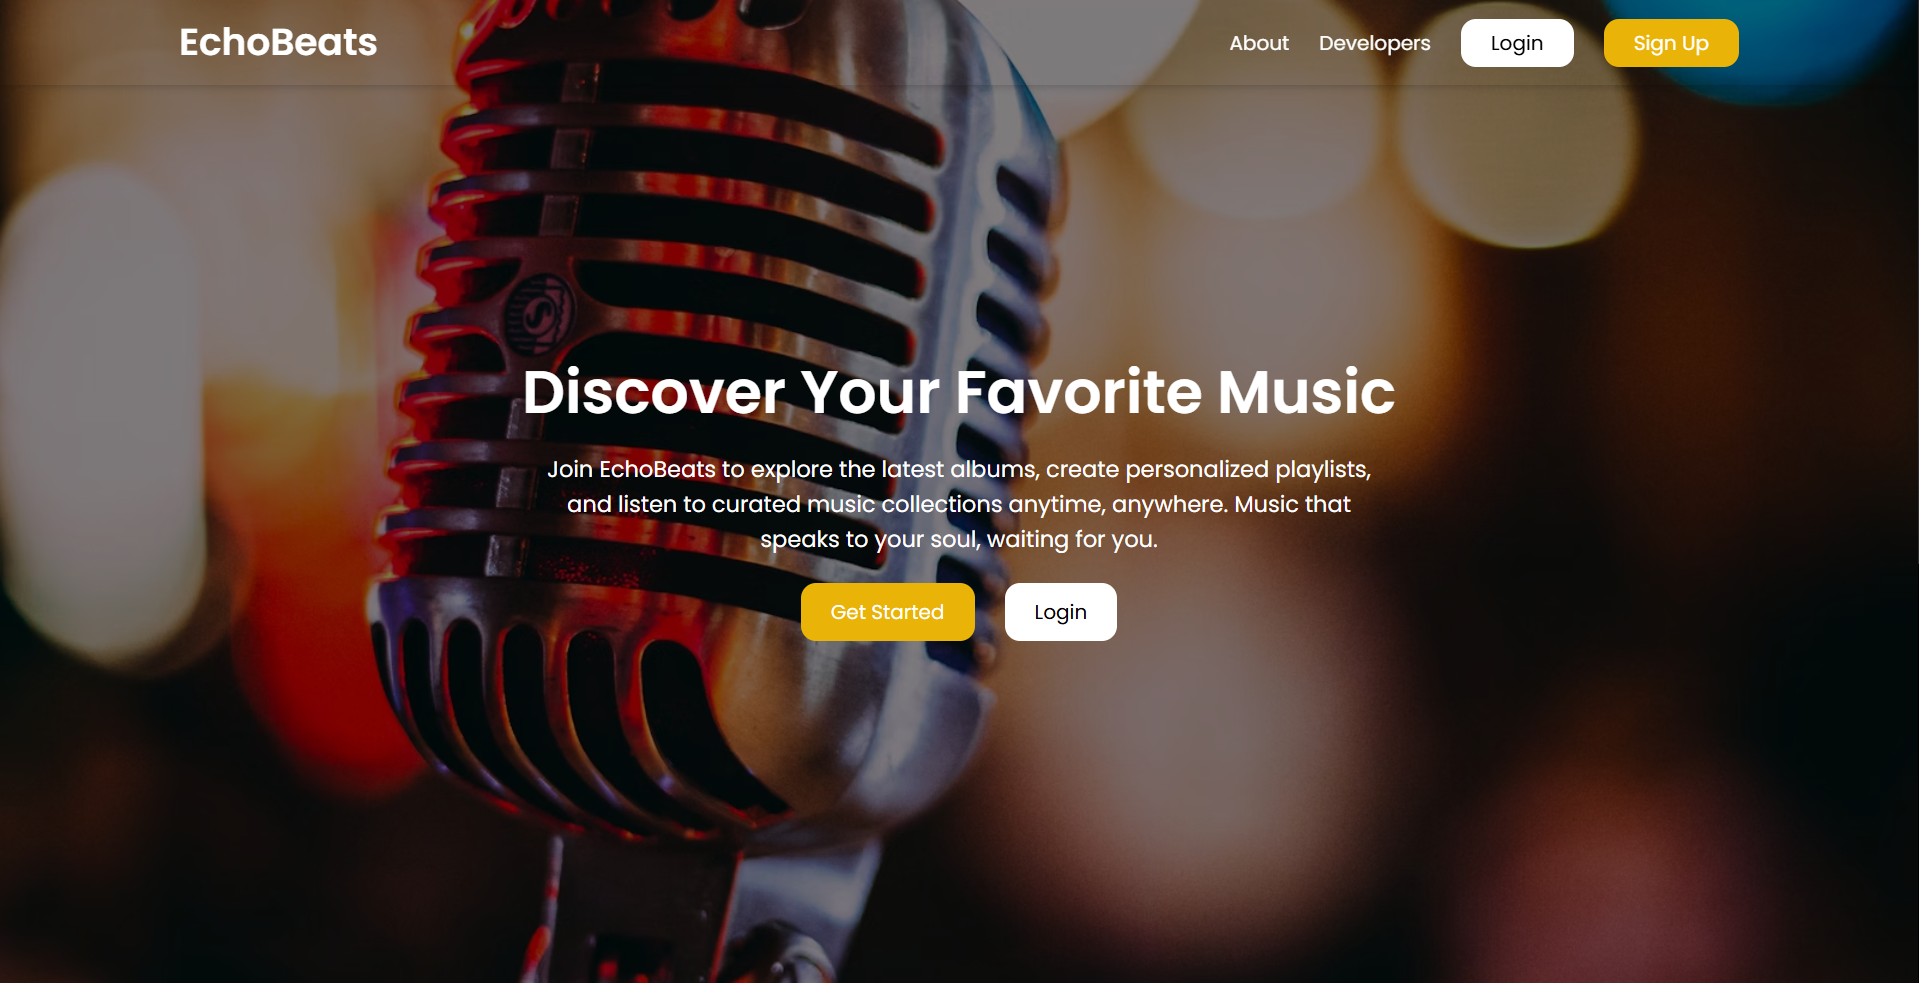 EchoBeats
About
Developers
Login
Sign Up
Discover Your Favorite Music
Join EchoBeats to explore the latest albums, create personalized playlists,
and listen to curated music collections anytime, anywhere. Music that
speaks to your soul, waiting for you.
Get Started
Login